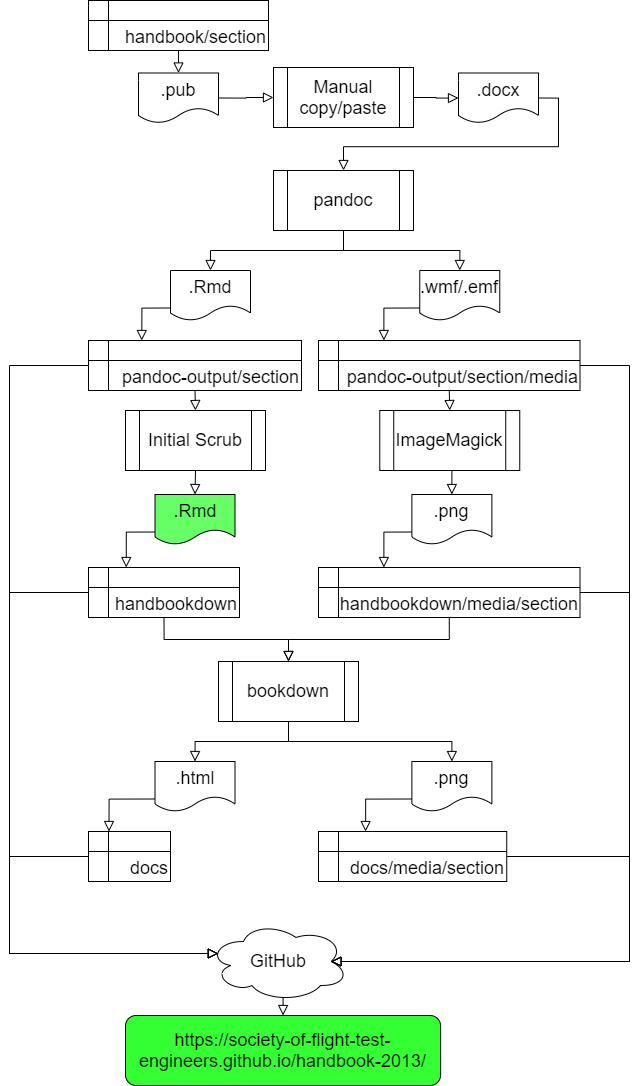 handbook/section
.pub
Manual
copy/paste
.docx
pandoc
.Rmd
.wmf/.emf
pandoc-output/section
pandoc-output/section/media
Initial Scrub
ImageMagick
.Rmd
.png
handbookdown
handbookdown/media/section
bookdown
.html
.png
docs
docs/media/section
GitHub
https://society-of-flight-test-
engineers.github.io/handbook-2013/